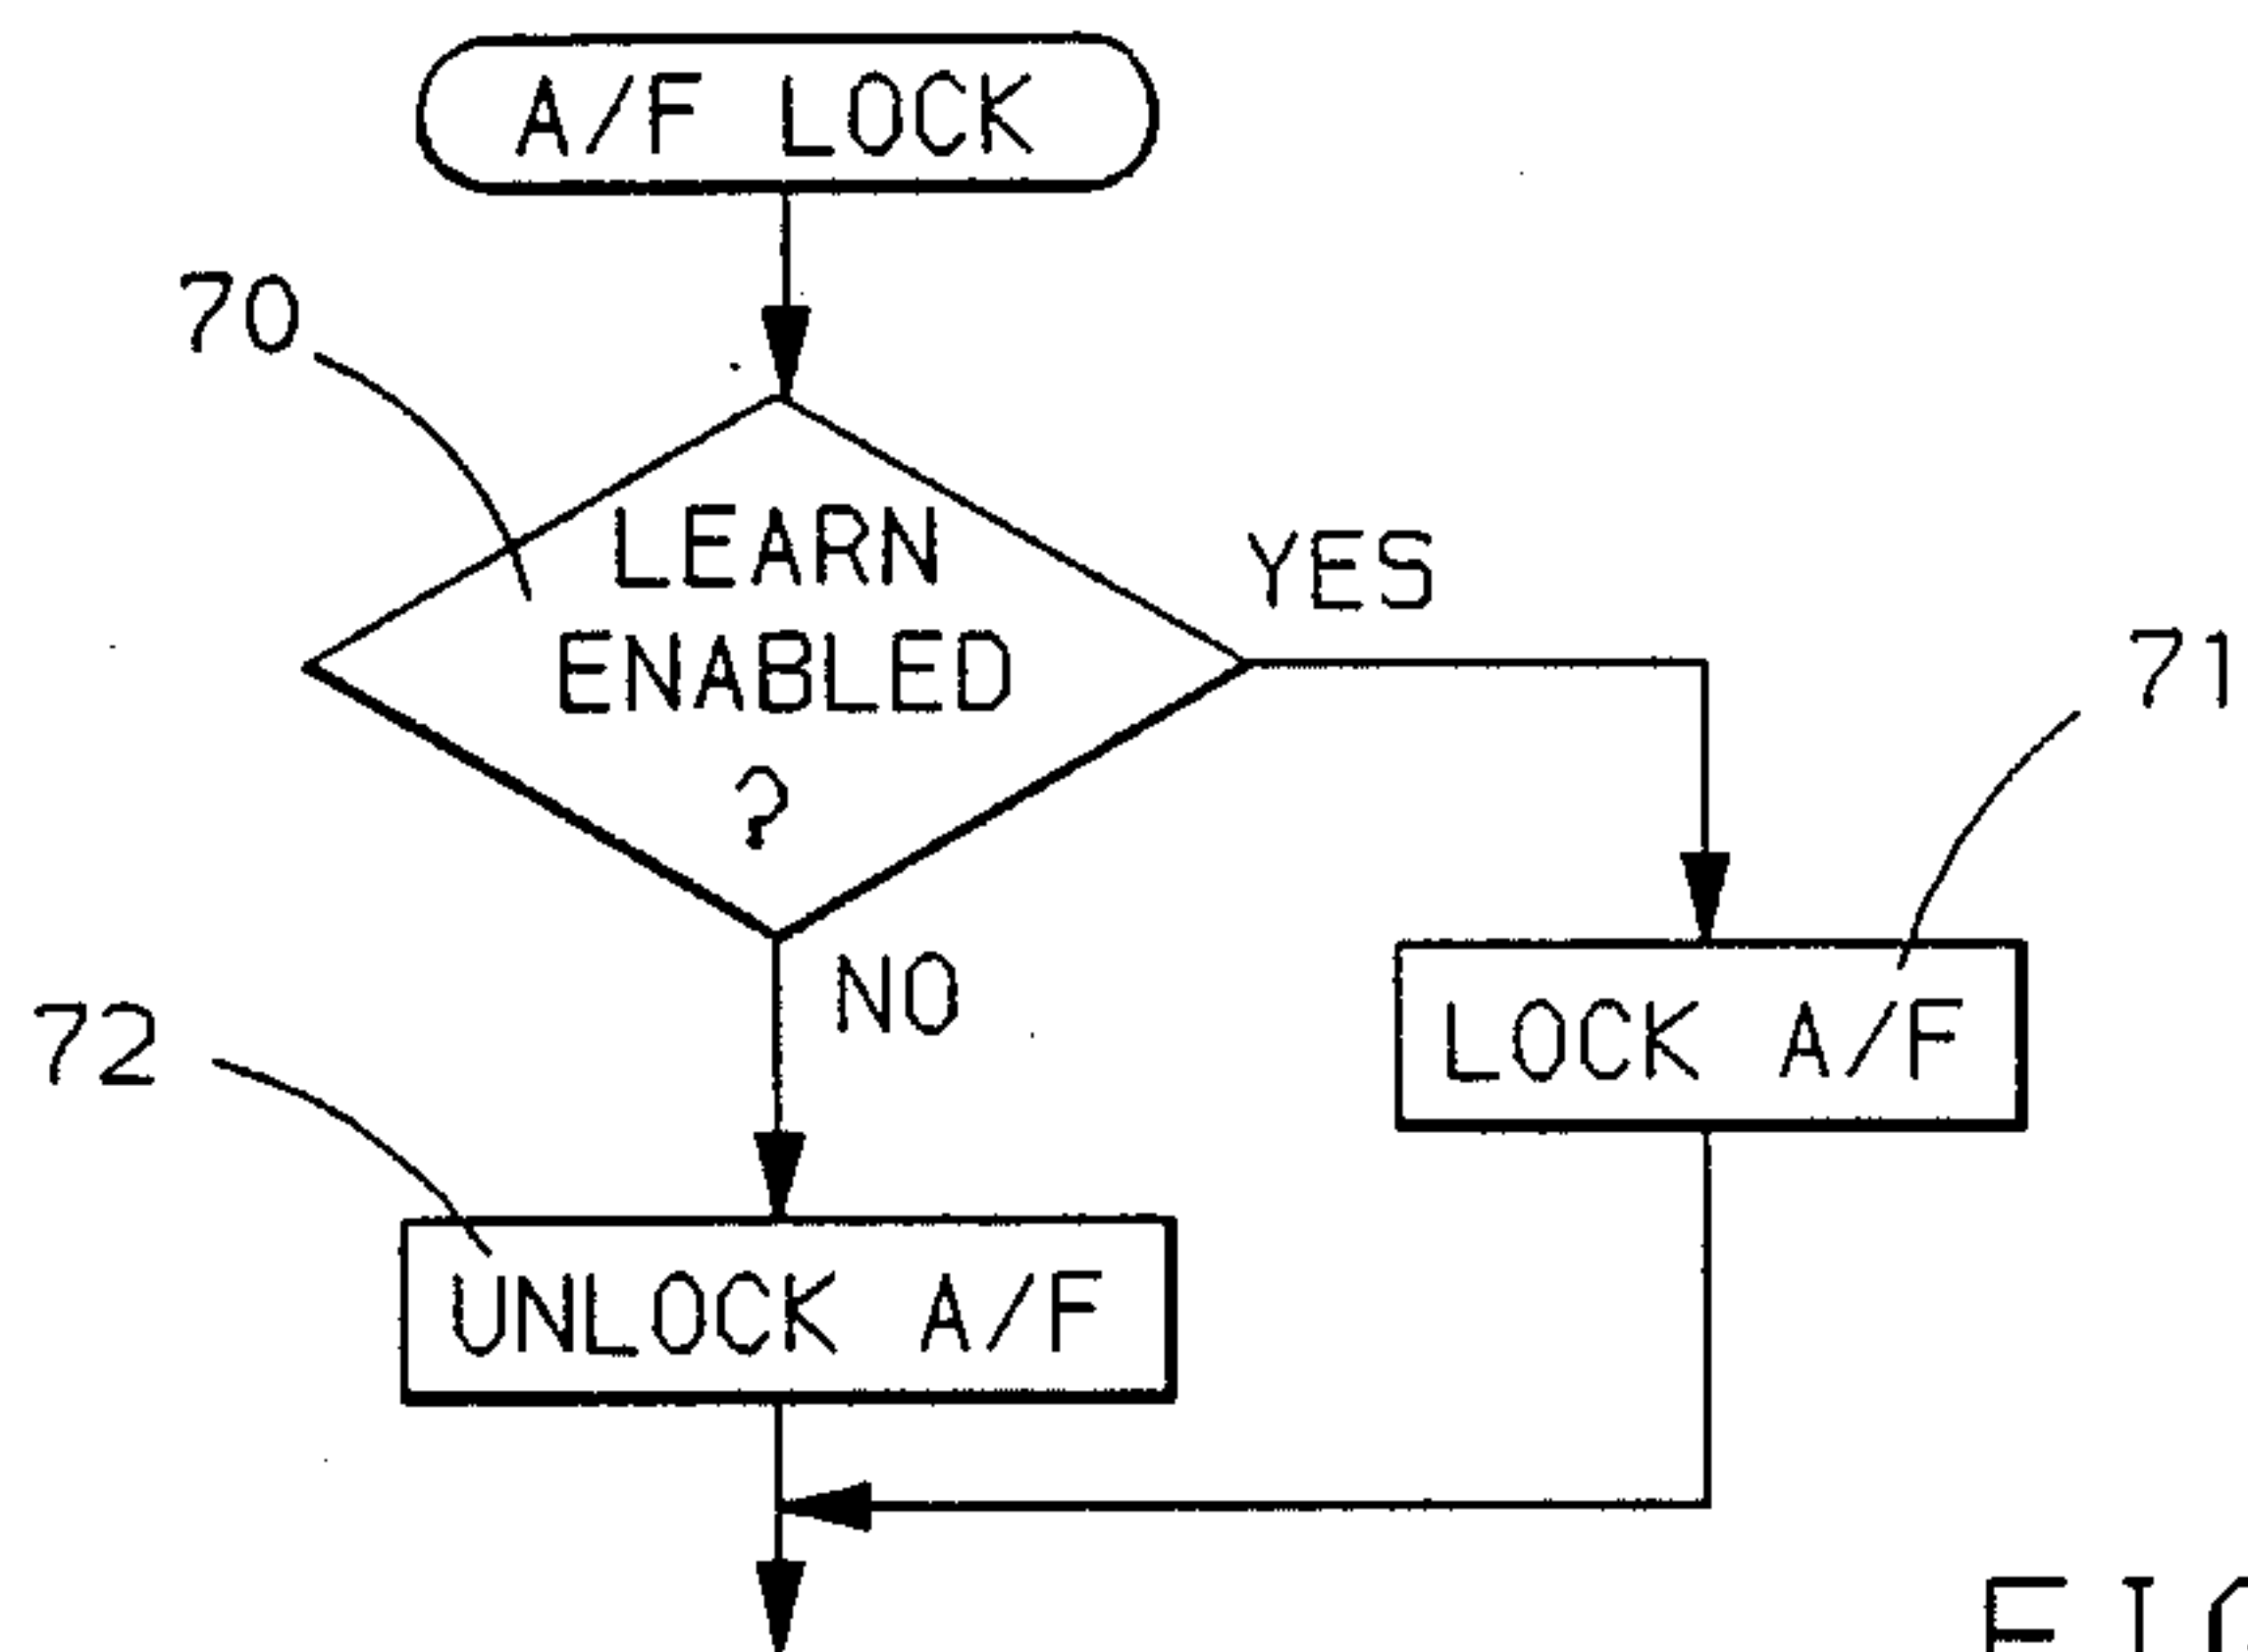 A/F LOCK
70
LEARN
ENABLED
?
YES
71
NO
LOCK A/F
72
UNLOCK A/F